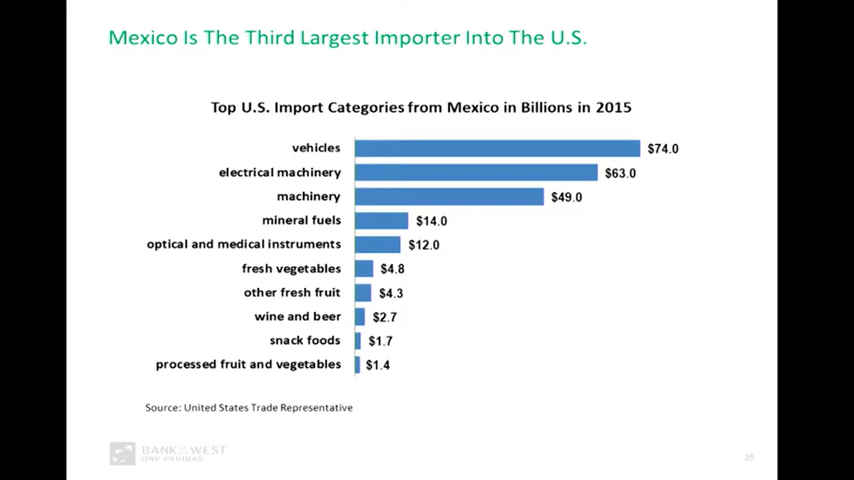 Mexico Is The Third Largest Importer Into The U.S.
Top U.S. Import Categories from Mexico in Billions in 2015
vehicles $74.0
electrical machinery $63.0
machinery $49.0
mineral fuels $14.0
optical and medical instruments $12.0
fresh vegetables $4.8
other fresh fruit $4.3
wine and beer $2.7
snack foods $1.7
processed fruit and vegetables $1.4
Source: United States Trade Representative
BANK OF THE WEST
BNP PARIBAS
35